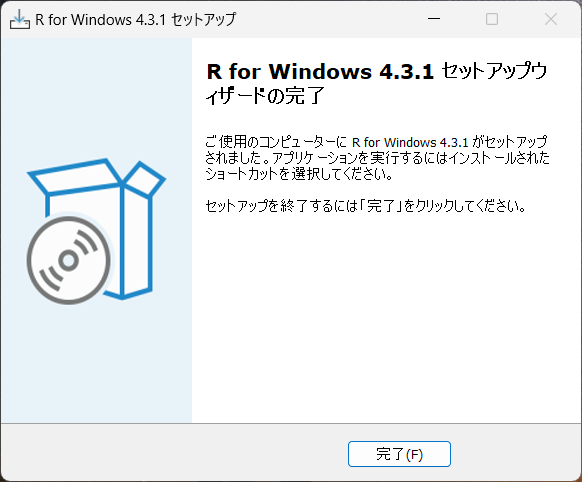 R for Windows 4.3.1 セットアップ
R for Windows 4.3.1 セットアップウ
ィザードの完了
ご使用のコンピューターに R for Windows 4.3.1 がセットアップ
されました。アプリケーションを実行するにはインストールされた
ショートカットを選択してください。
セットアップを終了するには「完了」をクリックしてください。
完了(F)